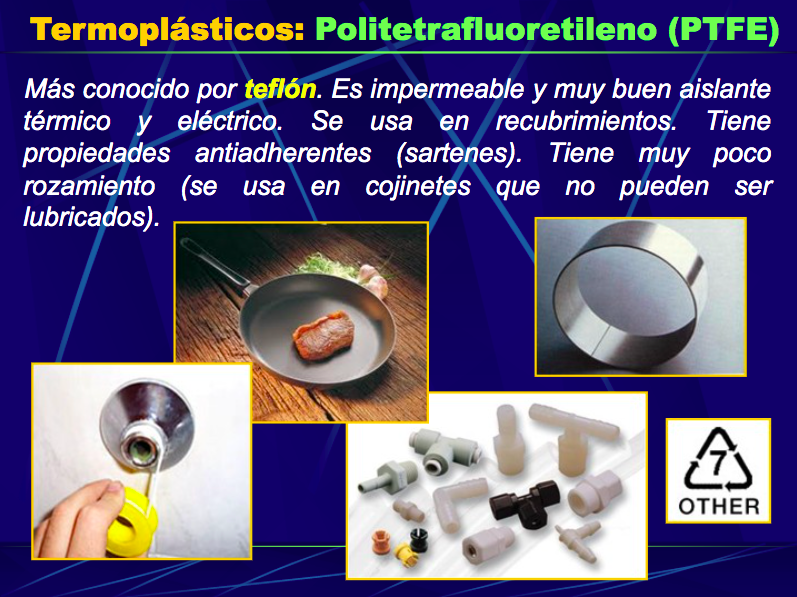 Termoplásticos: Politetrafluoretileno (PTFE)
Más conocido por teflón. Es impermeable y muy buen aislante
térmico y eléctrico. Se usa en recubrimientos. Tiene
propiedades antiadherentes (sartenes). Tiene muy poco
rozamiento (se usa en cojinetes que no pueden ser
lubricados).
7
OTHER